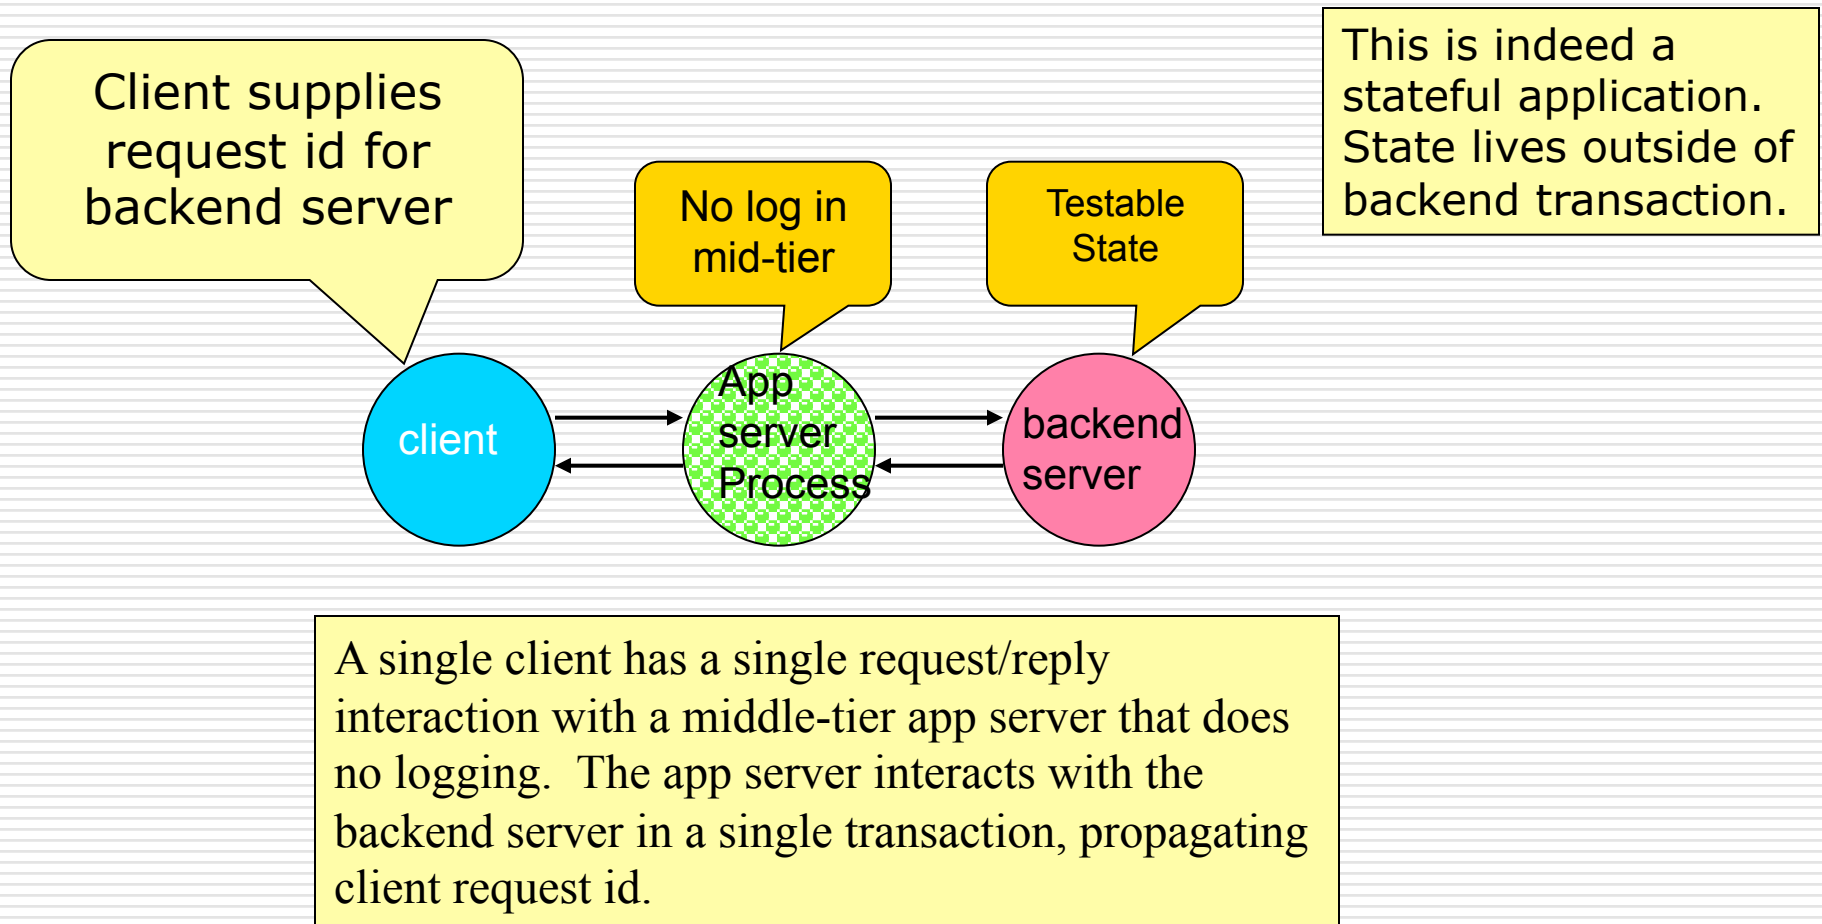 Client supplies
request id for
backend server
No log in
mid-tier
Testable
State
This is indeed a
stateful application.
State lives outside of
backend transaction.
client
App
server
Process
backend
server
A single client has a single request/reply
interaction with a middle-tier app server that does
no logging.  The app server interacts with the
backend server in a single transaction, propagating
client request id.